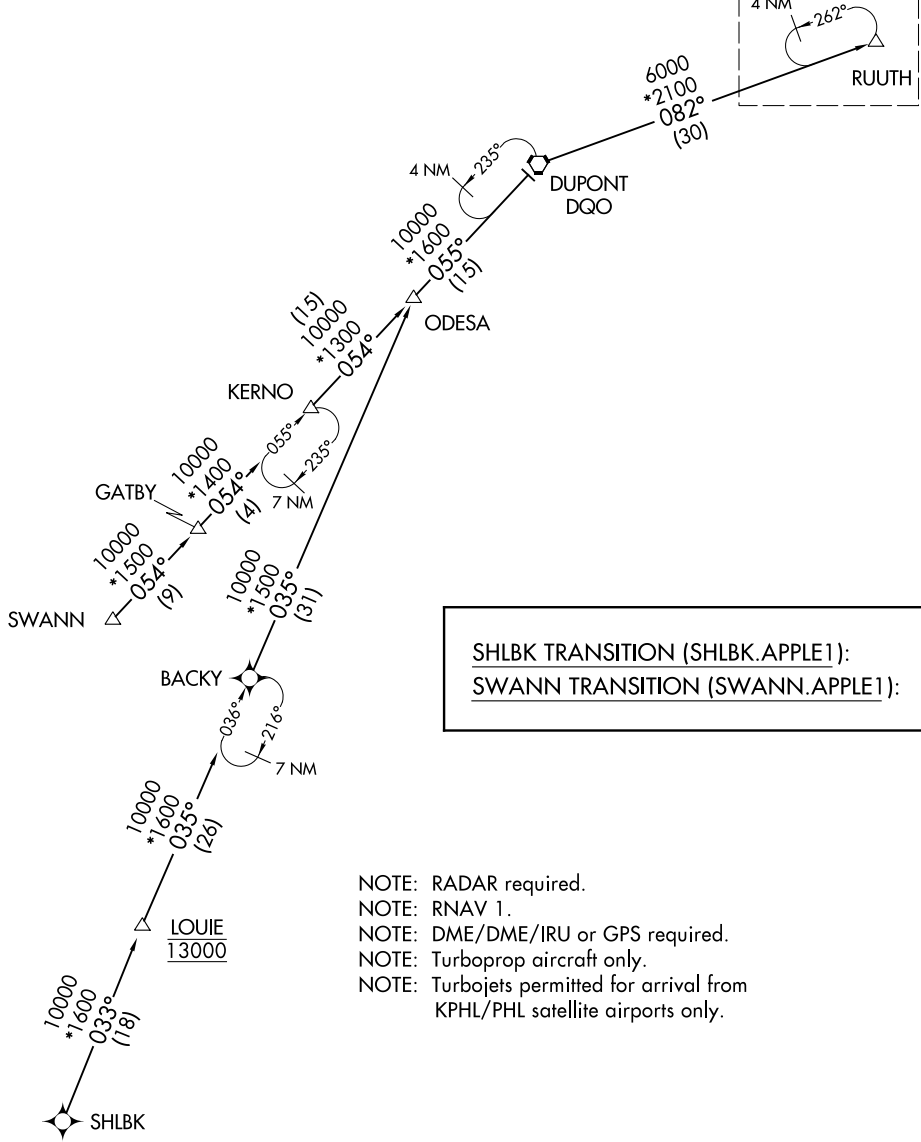 4 NM
262°
RUUTH
6000
*2100
082°
(30)
4 NM
235°
DUPONT
DQO
10000
*1600
055°
(15)
ODESA
(15)
10000
*1300
054°
KERNO
055°
235°
7 NM
10000
*1400
054°
(4)
GATBY
10000
*1500
054°
(9)
SWANN
10000
*1500
035°
(31)
SHLBK TRANSITION (SHLBK.APPLE1):
SWANN TRANSITION (SWANN.APPLE1):
BACKY
036°
216°
7 NM
10000
*1600
035°
(26)
LOUIE
13000
NOTE: RADAR required.
NOTE: RNAV 1.
NOTE: DME/DME/IRU or GPS required.
NOTE: Turboprop aircraft only.
NOTE: Turbojets permitted for arrival from
KPHL/PHL satellite airports only.
10000
*1600
033°
(18)
SHLBK